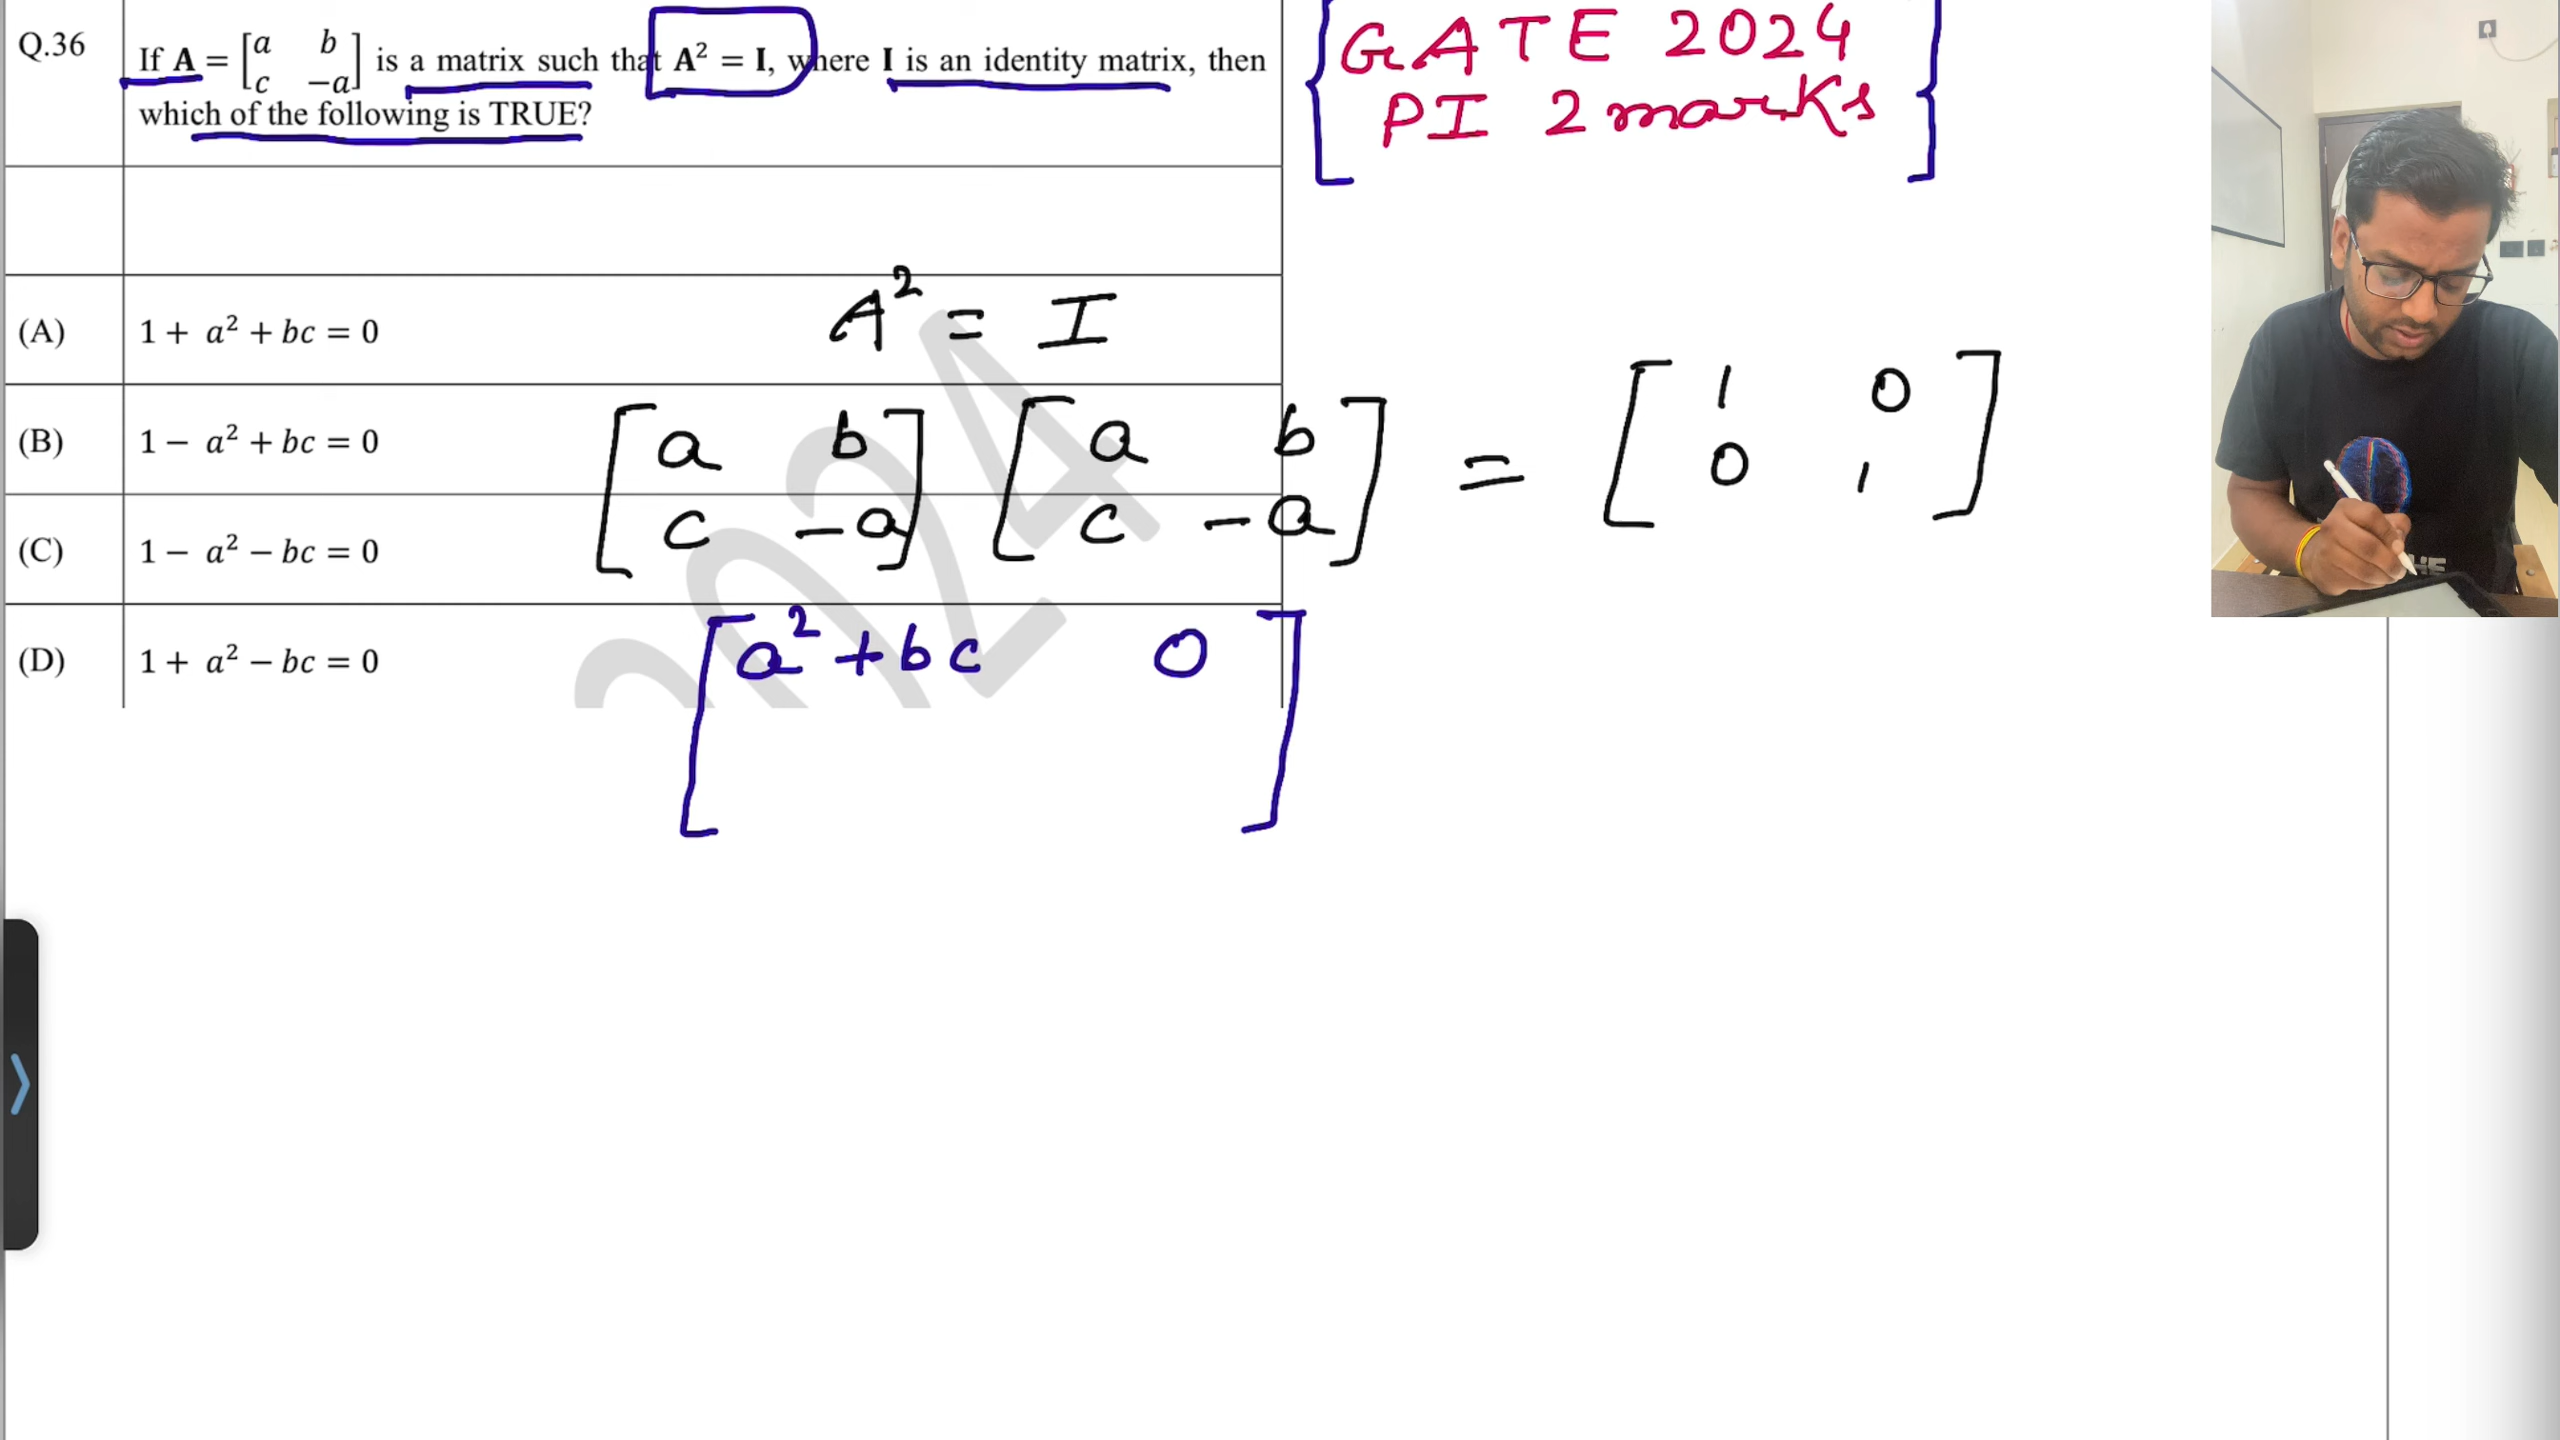 Q.36 If A = [a b c −a] is a matrix such that A² = I, where I is an identity matrix, then
which of the following is TRUE?
GATE 2024
PI 2 marks
(A) 1 + a² + bc = 0
(B) 1 − a² + bc = 0
(C) 1 − a² − bc = 0
(D) 1 + a² − bc = 0
A² = I
[a b] [a b] = [1 0]
[c −a] [c −a] [0 1]
[a² + bc 0]
2024